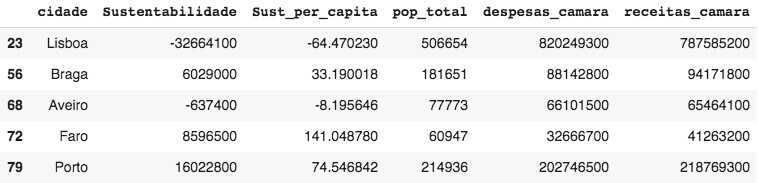 cidade Sustentabilidade Sust_per_capita pop_total despesas_camara receitas_camara
23 Lisboa -32664100 -64.470230 506654 820249300 787585200
56 Braga 6029000 33.190018 181651 88142800 94171800
68 Aveiro -637400 -8.195646 77773 66101500 65464100
72 Faro 8596500 141.048780 60947 32666700 41263200
79 Porto 16022800 74.546842 214936 202746500 218769300